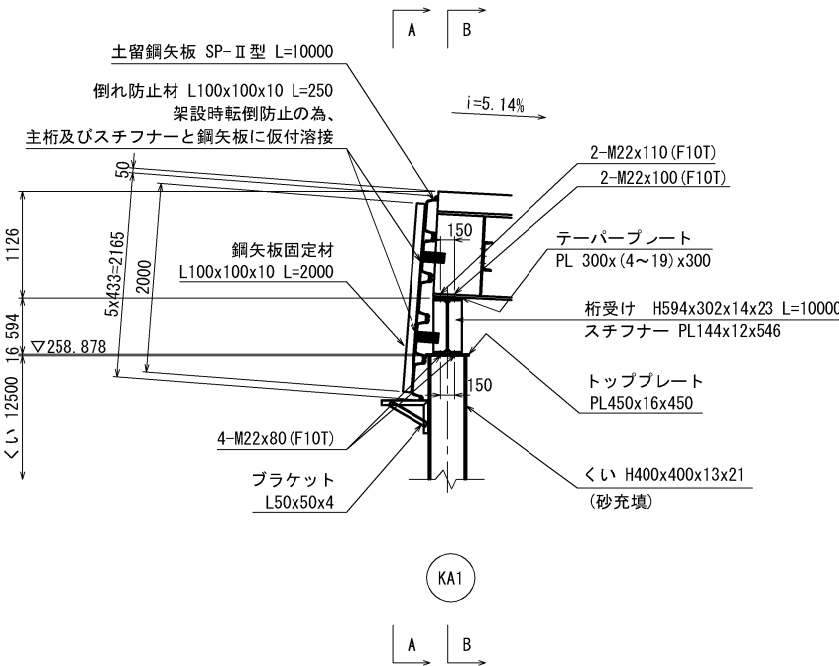 A B
土留鋼矢板 SP-Ⅱ型 L=10000
倒れ防止材 L100x100x10 L=250
架設時転倒防止の為、
主桁及びスチフナーと鋼矢板に仮付溶接
i=5.14%
2-M22x110(F10T)
2-M22x100(F10T)
50
150
1126
5x433=2165
2000
鋼矢板固定材
L100x100x10 L=2000
テーパープレート
PL 300x(4～19)x300
594
桁受け H594x302x14x23 L=10000
スチフナー PL144x12x546
16
▽258.878
150
トッププレート
PL450x16x450
くい 12500
4-M22x80(F10T)
ブラケット
L50x50x4
くい H400x400x13x21
(砂充填)
KA1
A B